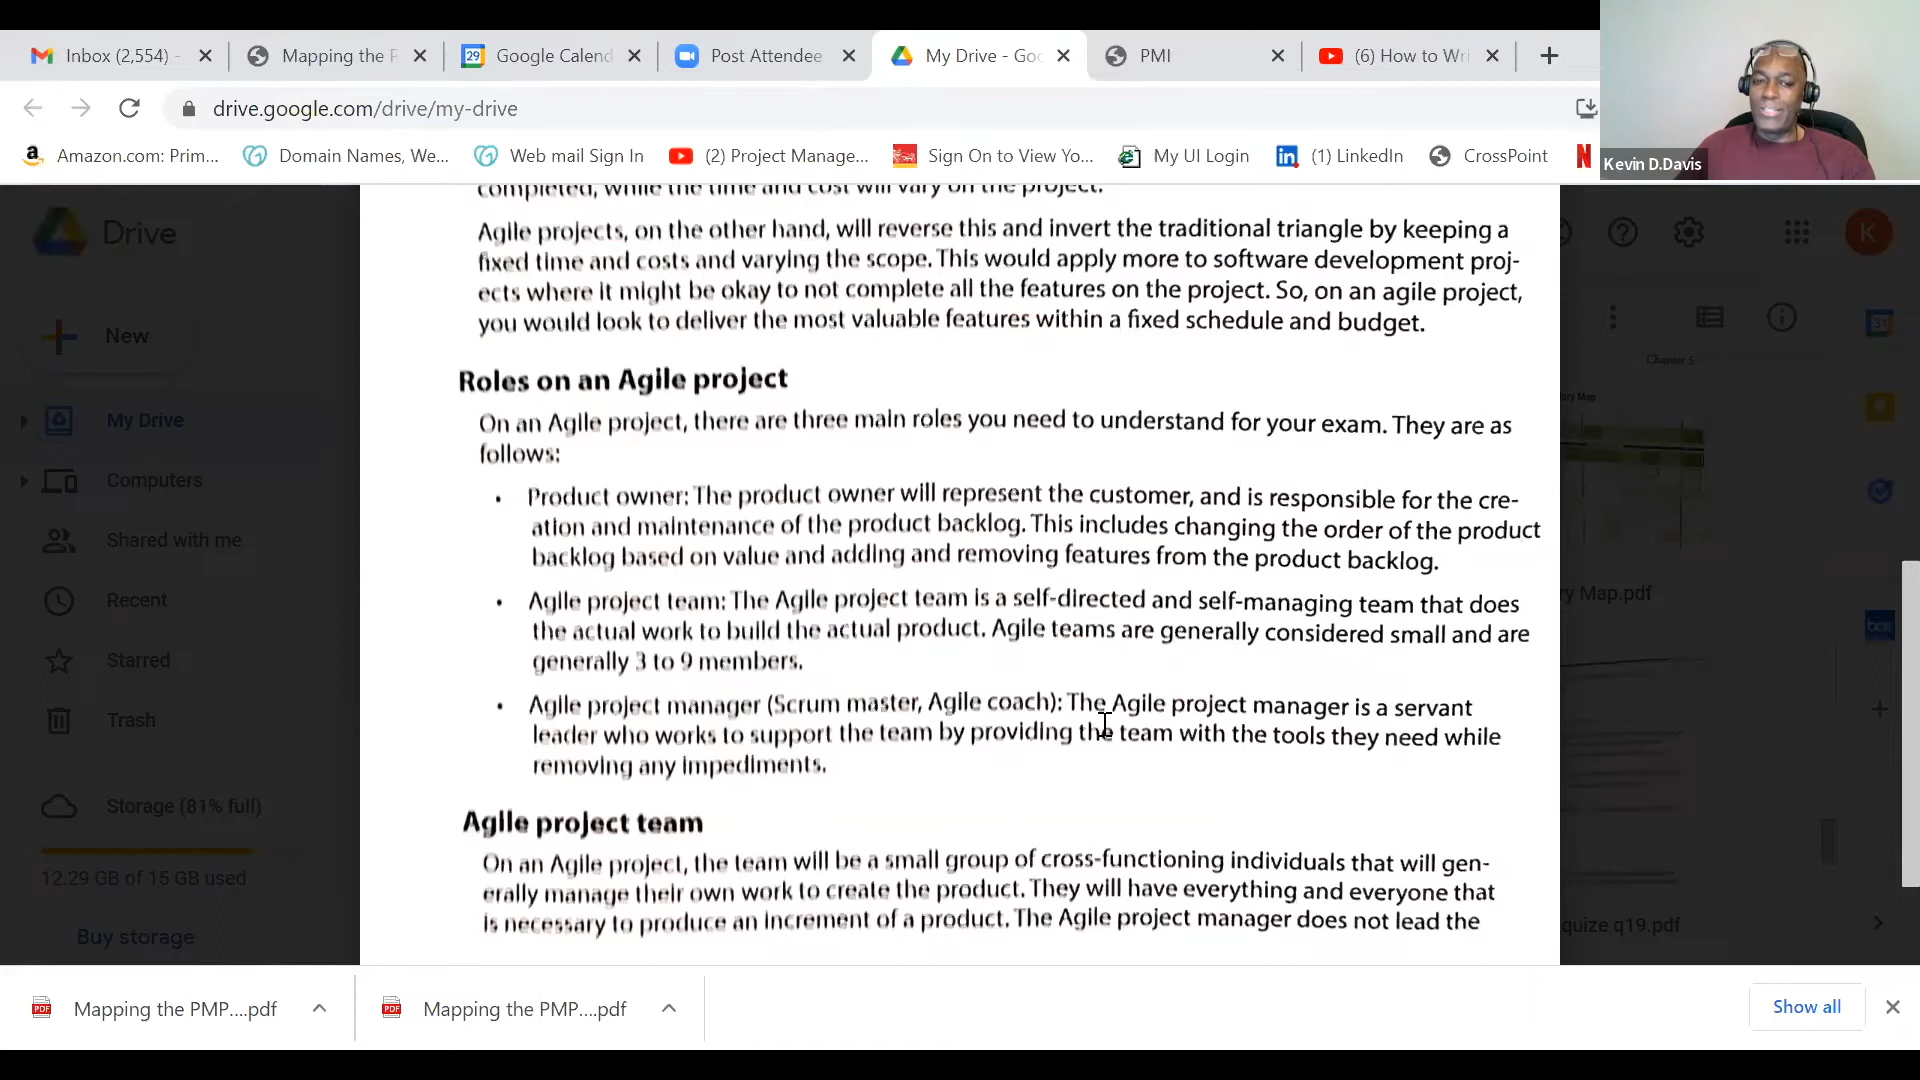 Inbox (2,554) -
Mapping the P
Google Calend
Post Attendee
My Drive - Goo
PMI
(6) How to Wri
drive.google.com/drive/my-drive
Amazon.com: Prim...
Domain Names, We...
Web mail Sign In
(2) Project Manage...
Sign On to View Yo...
My UI Login
(1) LinkedIn
CrossPoint
Kevin D.Davis
Drive
New
My Drive
Computers
Shared with me
Recent
Starred
Trash
Storage (81% full)
12.29 GB of 15 GB used
Buy storage
completed, while the time and cost will vary on the project.
Agile projects, on the other hand, will reverse this and invert the traditional triangle by keeping a
fixed time and costs and varying the scope. This would apply more to software development proj-
ects where it might be okay to not complete all the features on the project. So, on an agile project,
you would look to deliver the most valuable features within a fixed schedule and budget.
Roles on an Agile project
On an Agile project, there are three main roles you need to understand for your exam. They are as
follows:
• Product owner: The product owner will represent the customer, and is responsible for the cre-
ation and maintenance of the product backlog. This includes changing the order of the product
backlog based on value and adding and removing features from the product backlog.
• Agile project team: The Agile project team is a self-directed and self-managing team that does
the actual work to build the actual product. Agile teams are generally considered small and are
generally 3 to 9 members.
• Agile project manager (Scrum master, Agile coach): The Agile project manager is a servant
leader who works to support the team by providing the team with the tools they need while
removing any impediments.
Agile project team
On an Agile project, the team will be a small group of cross-functioning individuals that will gen-
erally manage their own work to create the product. They will have everything and everyone that
is necessary to produce an increment of a product. The Agile project manager does not lead the
K
31
Chapter 5
ory Map
ry Map.pdf
quize q19.pdf
Mapping the PMP....pdf
Mapping the PMP....pdf
Show all